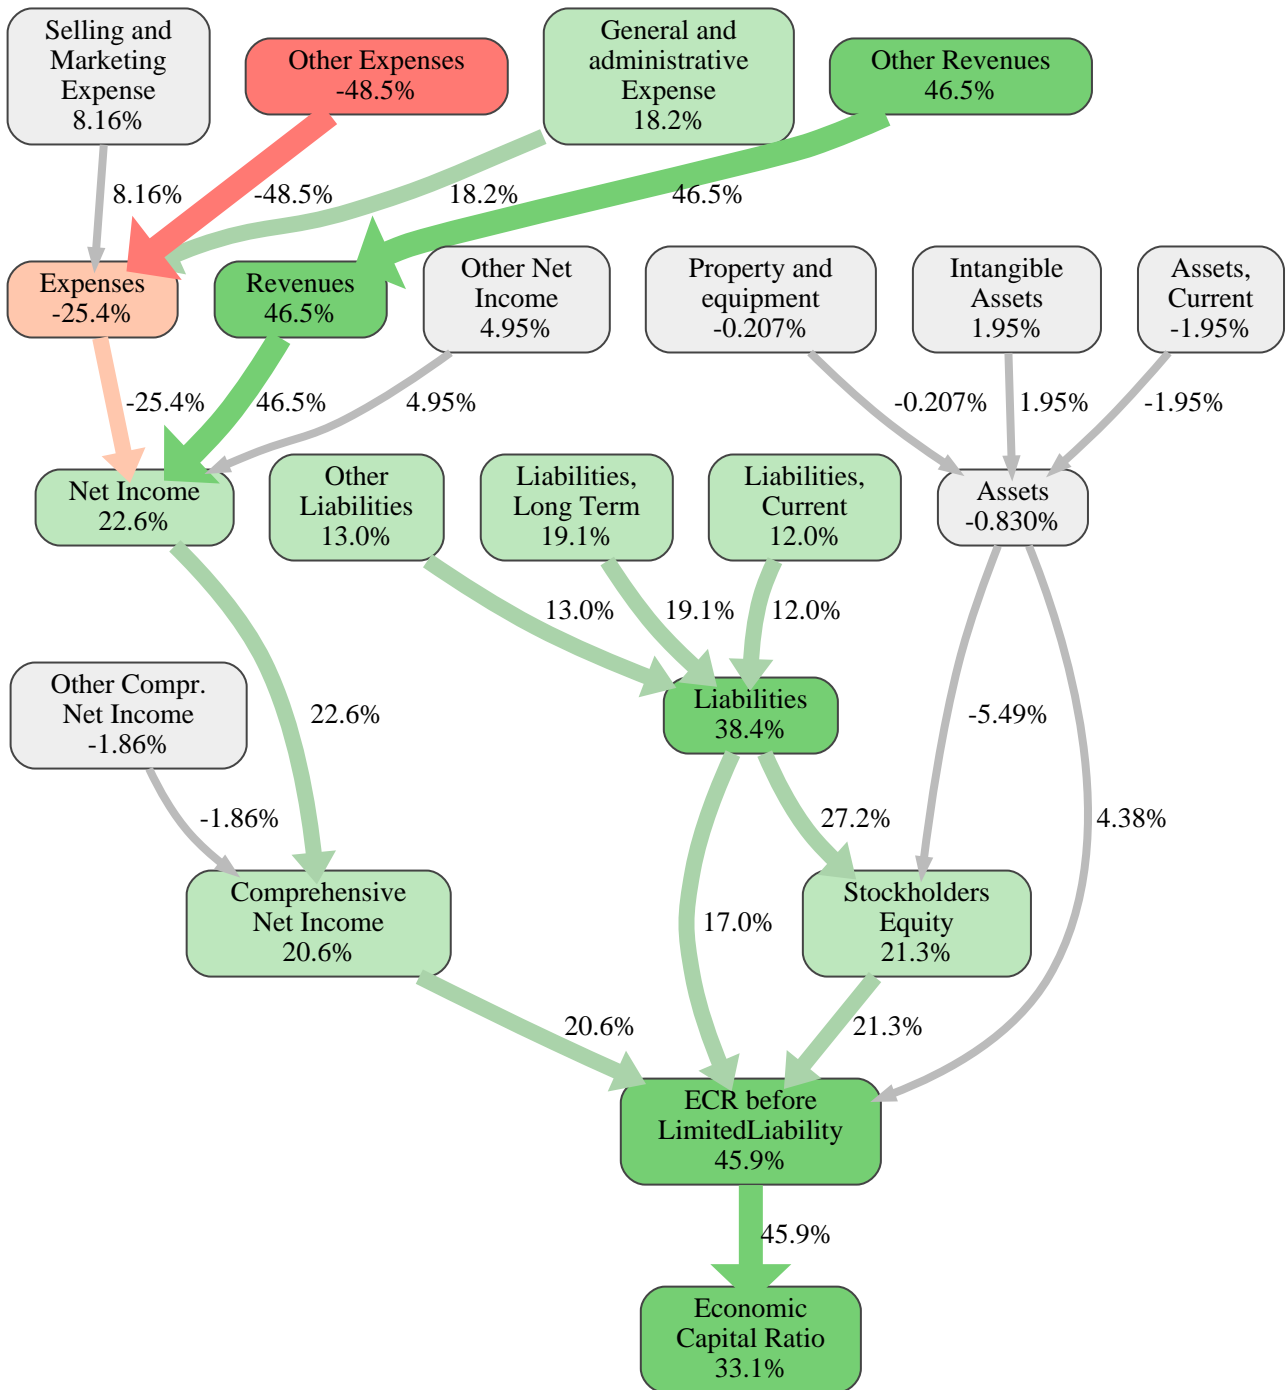 Selling and
Marketing
Expense
8.16%
Other Expenses
-48.5%
General and
administrative
Expense
18.2%
Other Revenues
46.5%
8.16%
-48.5%
18.2%
46.5%
Expenses
-25.4%
Revenues
46.5%
Other Net
Income
4.95%
Property and
equipment
-0.207%
Intangible
Assets
1.95%
Assets,
Current
-1.95%
-25.4%
46.5%
4.95%
-0.207%
1.95%
-1.95%
Net Income
22.6%
Other
Liabilities
13.0%
Liabilities,
Long Term
19.1%
Liabilities,
Current
12.0%
Assets
-0.830%
13.0%
19.1%
12.0%
Other Compr.
Net Income
-1.86%
22.6%
Liabilities
38.4%
-5.49%
-1.86%
27.2%
4.38%
Comprehensive
Net Income
20.6%
17.0%
Stockholders
Equity
21.3%
20.6%
21.3%
ECR before
LimitedLiability
45.9%
45.9%
Economic
Capital Ratio
33.1%